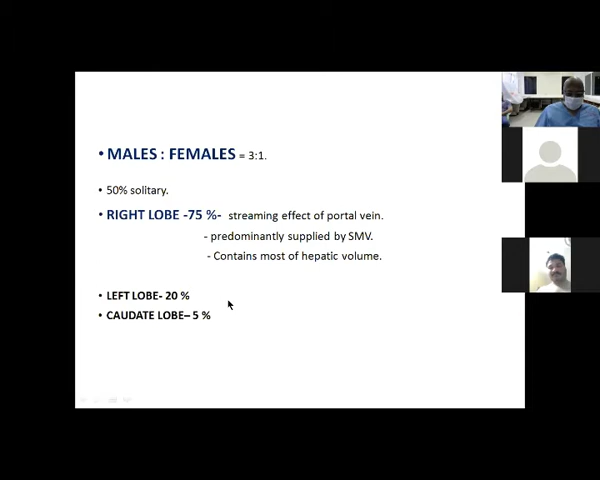 • MALES : FEMALES = 3:1.
• 50% solitary.
• RIGHT LOBE -75 %- streaming effect of portal vein.
- predominantly supplied by SMV.
- Contains most of hepatic volume.
• LEFT LOBE- 20 %
• CAUDATE LOBE– 5 %